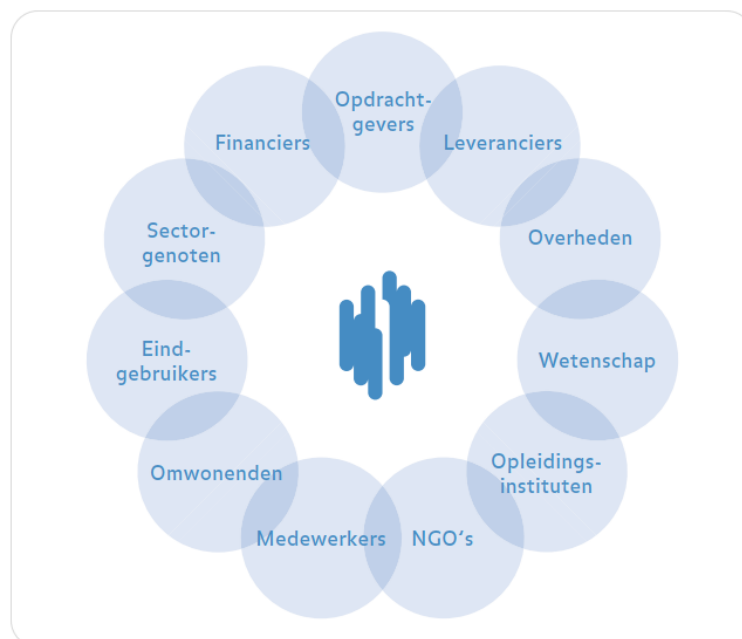 Opdracht-
gevers
Financiers
Leveranciers
Sector-
genoten
Overheden
Eind-
gebruikers
Wetenschap
Omwonenden
Opleidings-
instituten
Medewerkers
NGO’s